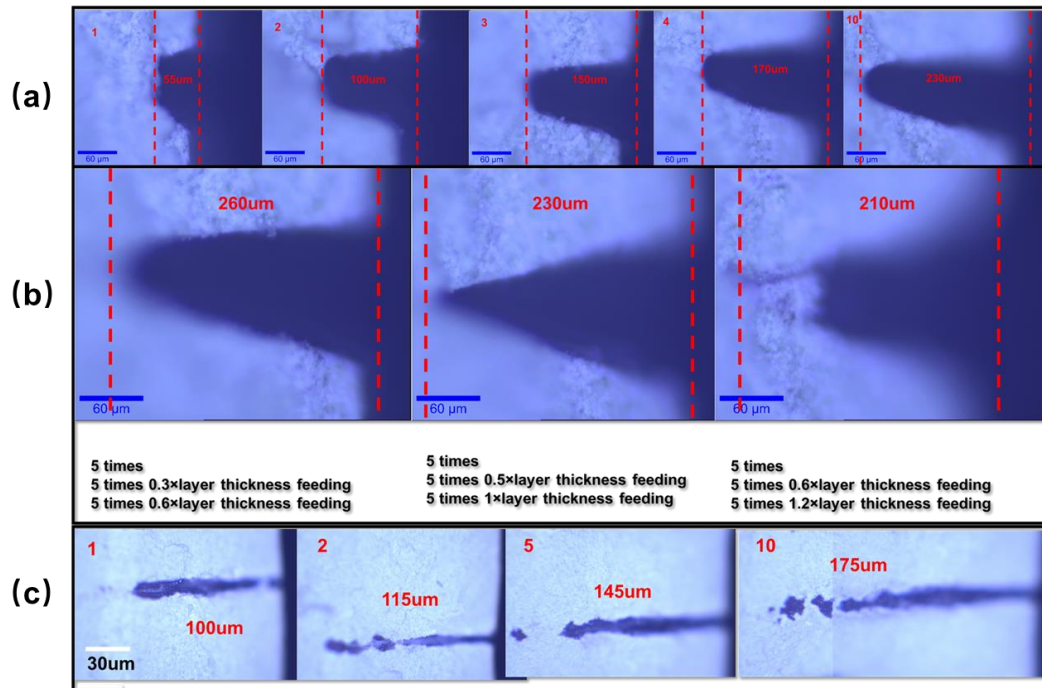 (a)
1
2
3
4
10
55um
100um
150um
170um
230um
60 µm
60 µm
60 µm
60 µm
60 µm
(b)
260um
230um
210um
60 µm
60 µm
60 µm
5 times
5 times 0.3×layer thickness feeding
5 times 0.6×layer thickness feeding
5 times
5 times 0.5×layer thickness feeding
5 times 1×layer thickness feeding
5 times
5 times 0.6×layer thickness feeding
5 times 1.2×layer thickness feeding
(c)
1
2
5
10
100um
115um
145um
175um
30um